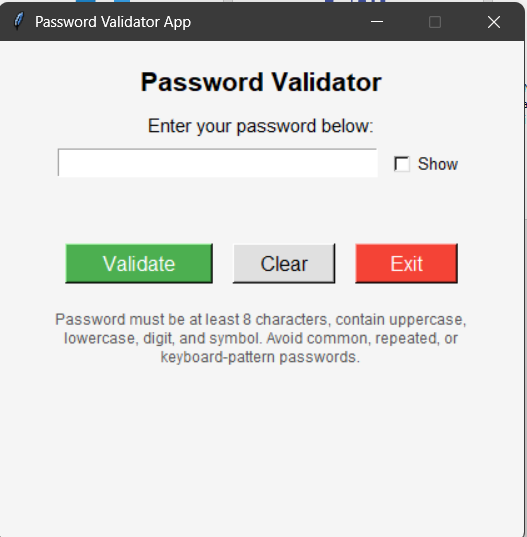 Password Validator App
Password Validator
Enter your password below:
Show
Validate Clear Exit
Password must be at least 8 characters, contain uppercase,
lowercase, digit, and symbol. Avoid common, repeated, or
keyboard-pattern passwords.